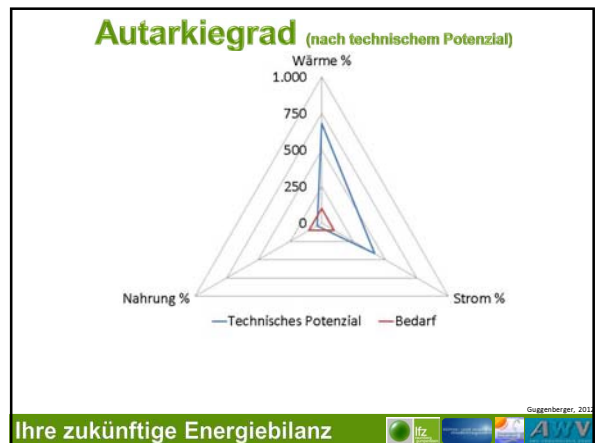 Autarkiegrad (nach technischem Potenzial)
Wärme %
1.000
750
500
250
0
Nahrung %
Strom %
Technisches Potenzial
Bedarf
Guggenberger, 2012
Ihre zukünftige Energiebilanz
lfz
AWV